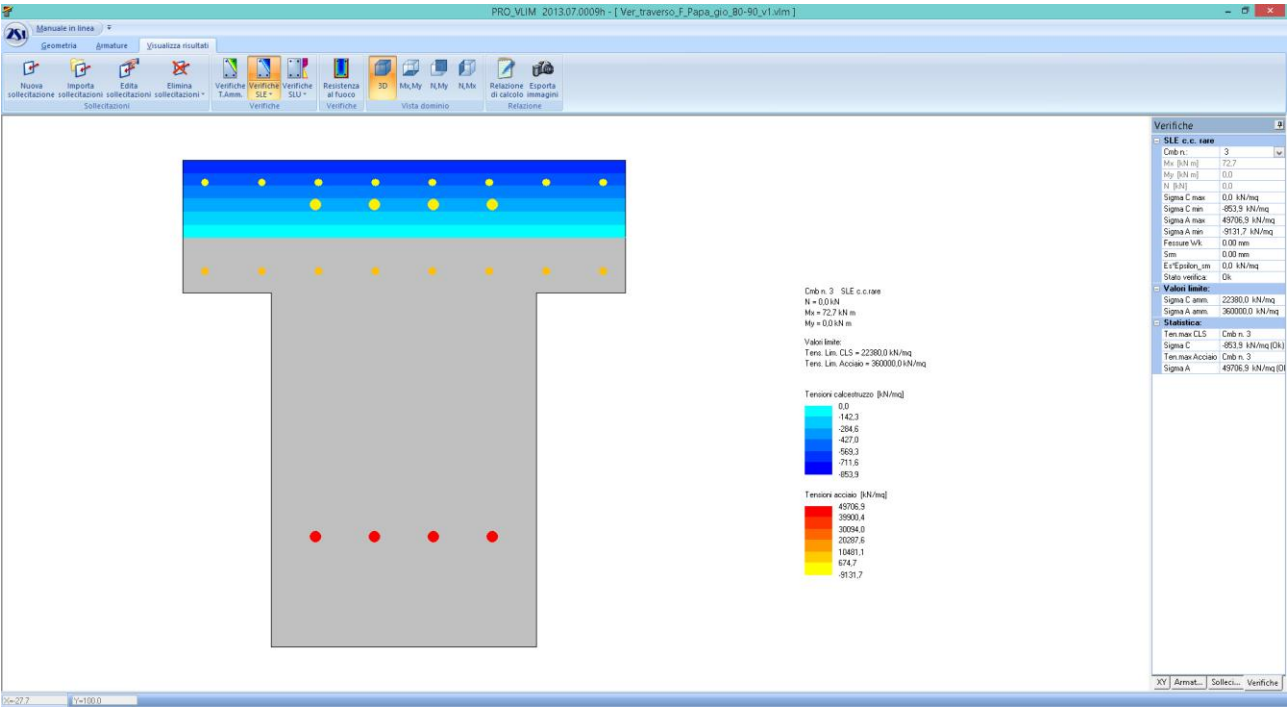 PRO_VLIM 2013.07.0009h - [ Ver_traverso_F_Papa_gio_80-90_v1.vlm ]
2SI
Manuale in linea
Geometria Armature Visualizza risultati
Nuova sollecitazione
Importa sollecitazioni
Edita sollecitazioni
Elimina sollecitazioni
Sollecitazioni
Verifiche T.Amm.
Verifiche SLE
Verifiche SLU
Verifiche
Resistenza al fuoco
Verifiche
3D Mx,My N,My N,Mx
Vista dominio
Relazione di calcolo
Esporta immagini
Relazione
Cmb n. 3 SLE c.c.rare
N = 0,0 kN
Mx = 72,7 kN m
My = 0,0 kN m
Valori limite:
Tens. Lim. CLS = 22380,0 kN/mq
Tens. Lim. Acciaio = 360000,0 kN/mq
Tensioni calcestruzzo [kN/mq]
0,0
-142,3
-284,6
-427,0
-569,3
-711,6
-853,9
Tensioni acciaio [kN/mq]
49706,9
39900,4
30094,0
20287,6
10481,1
674,7
-9131,7
Verifiche
SLE c.c. rare
Cmb n.: 3
Mx [kN m] 72,7
My [kN m] 0,0
N [kN] 0,0
Sigma C max 0,0 kN/mq
Sigma C min -853,9 kN/mq
Sigma A max 49706,9 kN/mq
Sigma A min -9131,7 kN/mq
Fessure Wk 0.00 mm
Srm 0.00 mm
Es*Epsilon_sm 0,0 kN/mq
Stato verifica: Ok
Valori limite:
Sigma C amm. 22380,0 kN/mq
Sigma A amm. 360000,0 kN/mq
Statistica:
Ten.max CLS Cmb n. 3
Sigma C -853,9 kN/mq (Ok)
Ten.max Acciaio Cmb n. 3
Sigma A 49706,9 kN/mq (Ol
XY Armat... Solleci... Verifiche
X=-27.7 Y=100.0